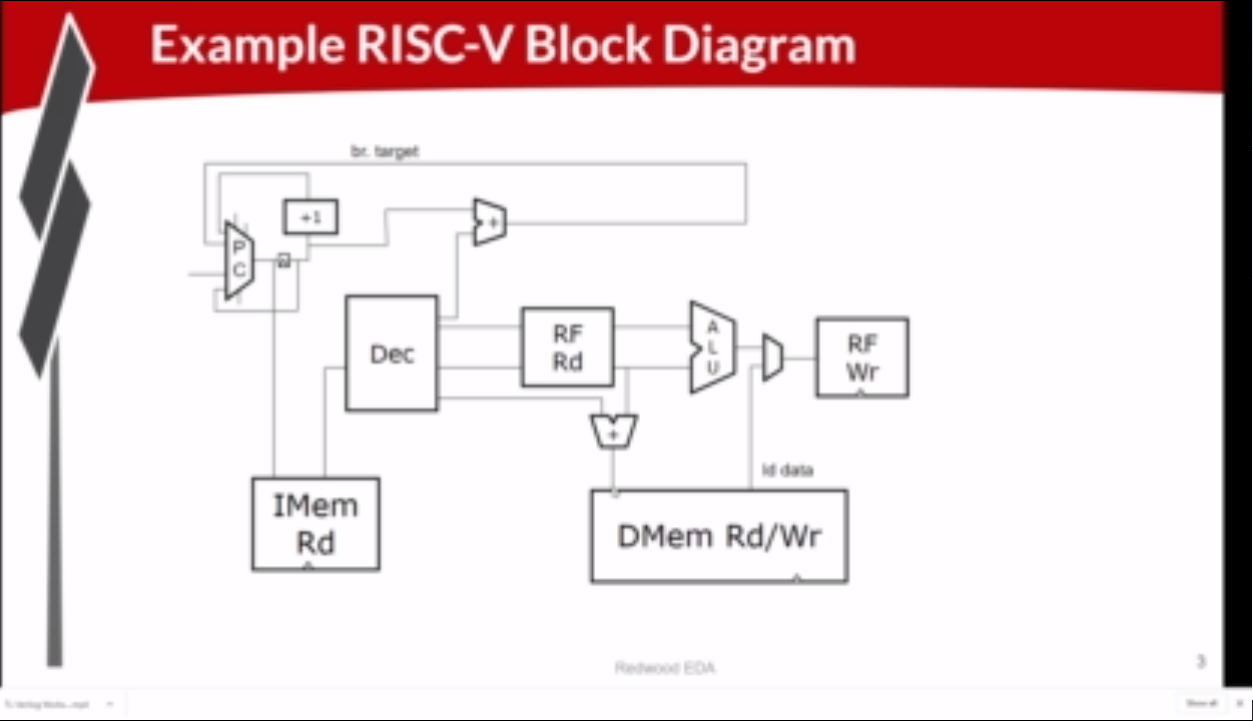 Example RISC-V Block Diagram
br. target
+1
P
C
+
Dec
RF
Rd
A
L
U
RF
Wr
+
ld data
IMem
Rd
DMem Rd/Wr
Redwood EDA
3
Show all